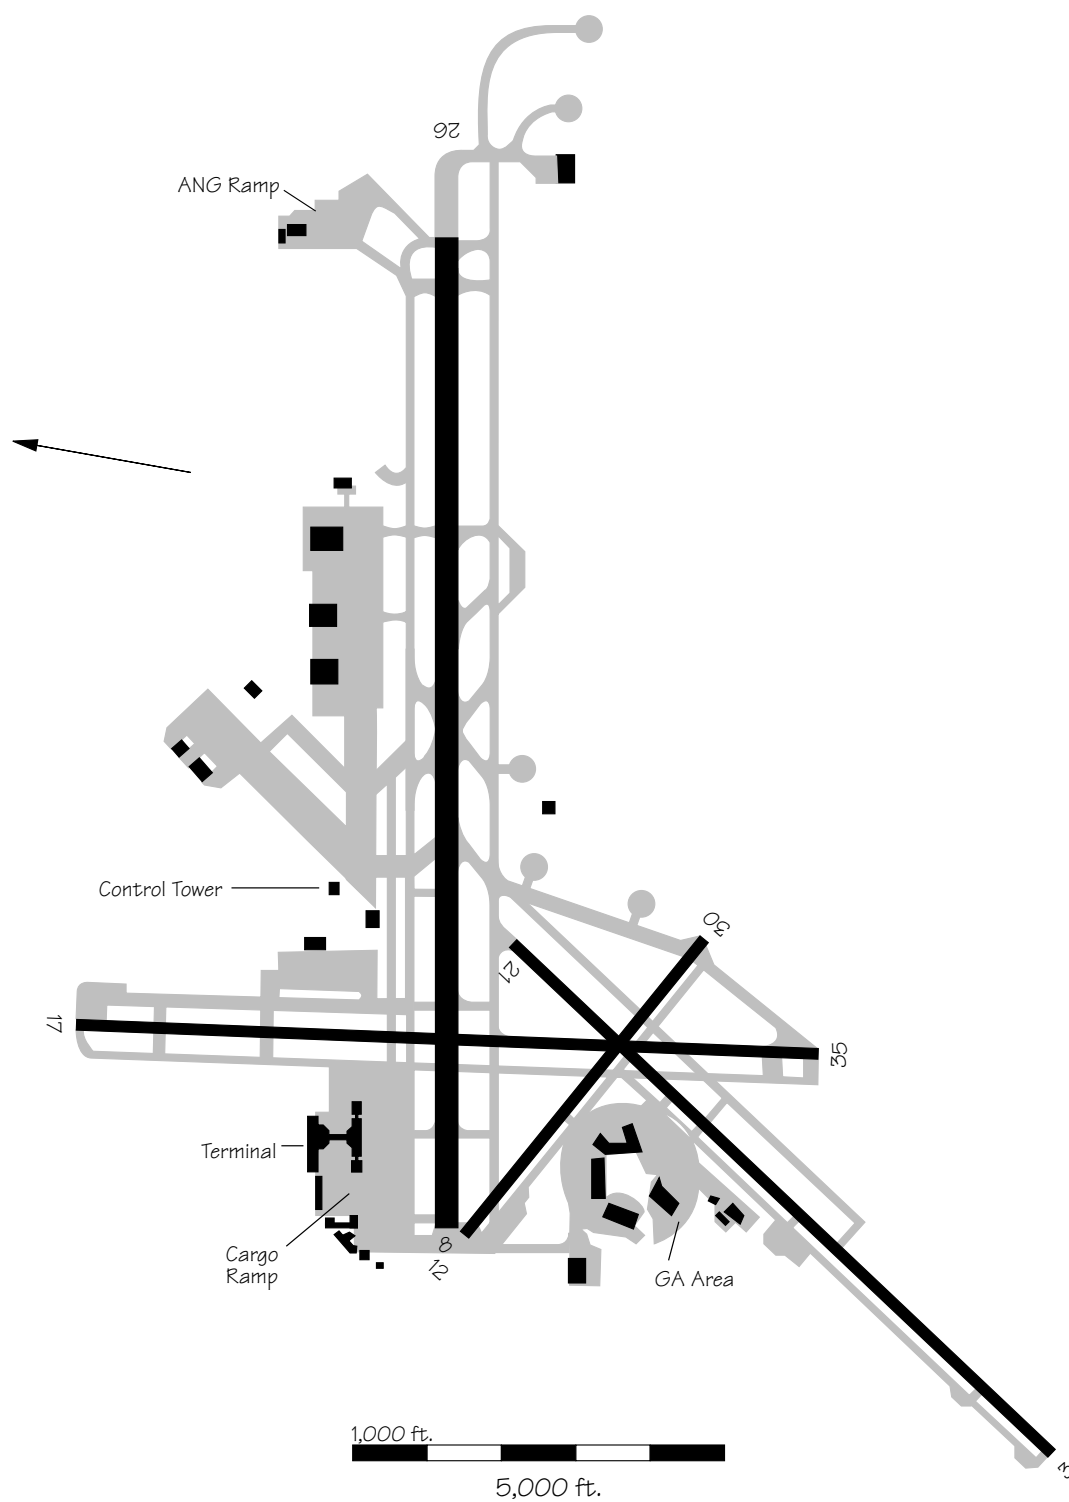 26
ANG Ramp
Control Tower
30
21
17
35
Terminal
8
12
Cargo
Ramp
GA Area
3
1,000 ft.
5,000 ft.